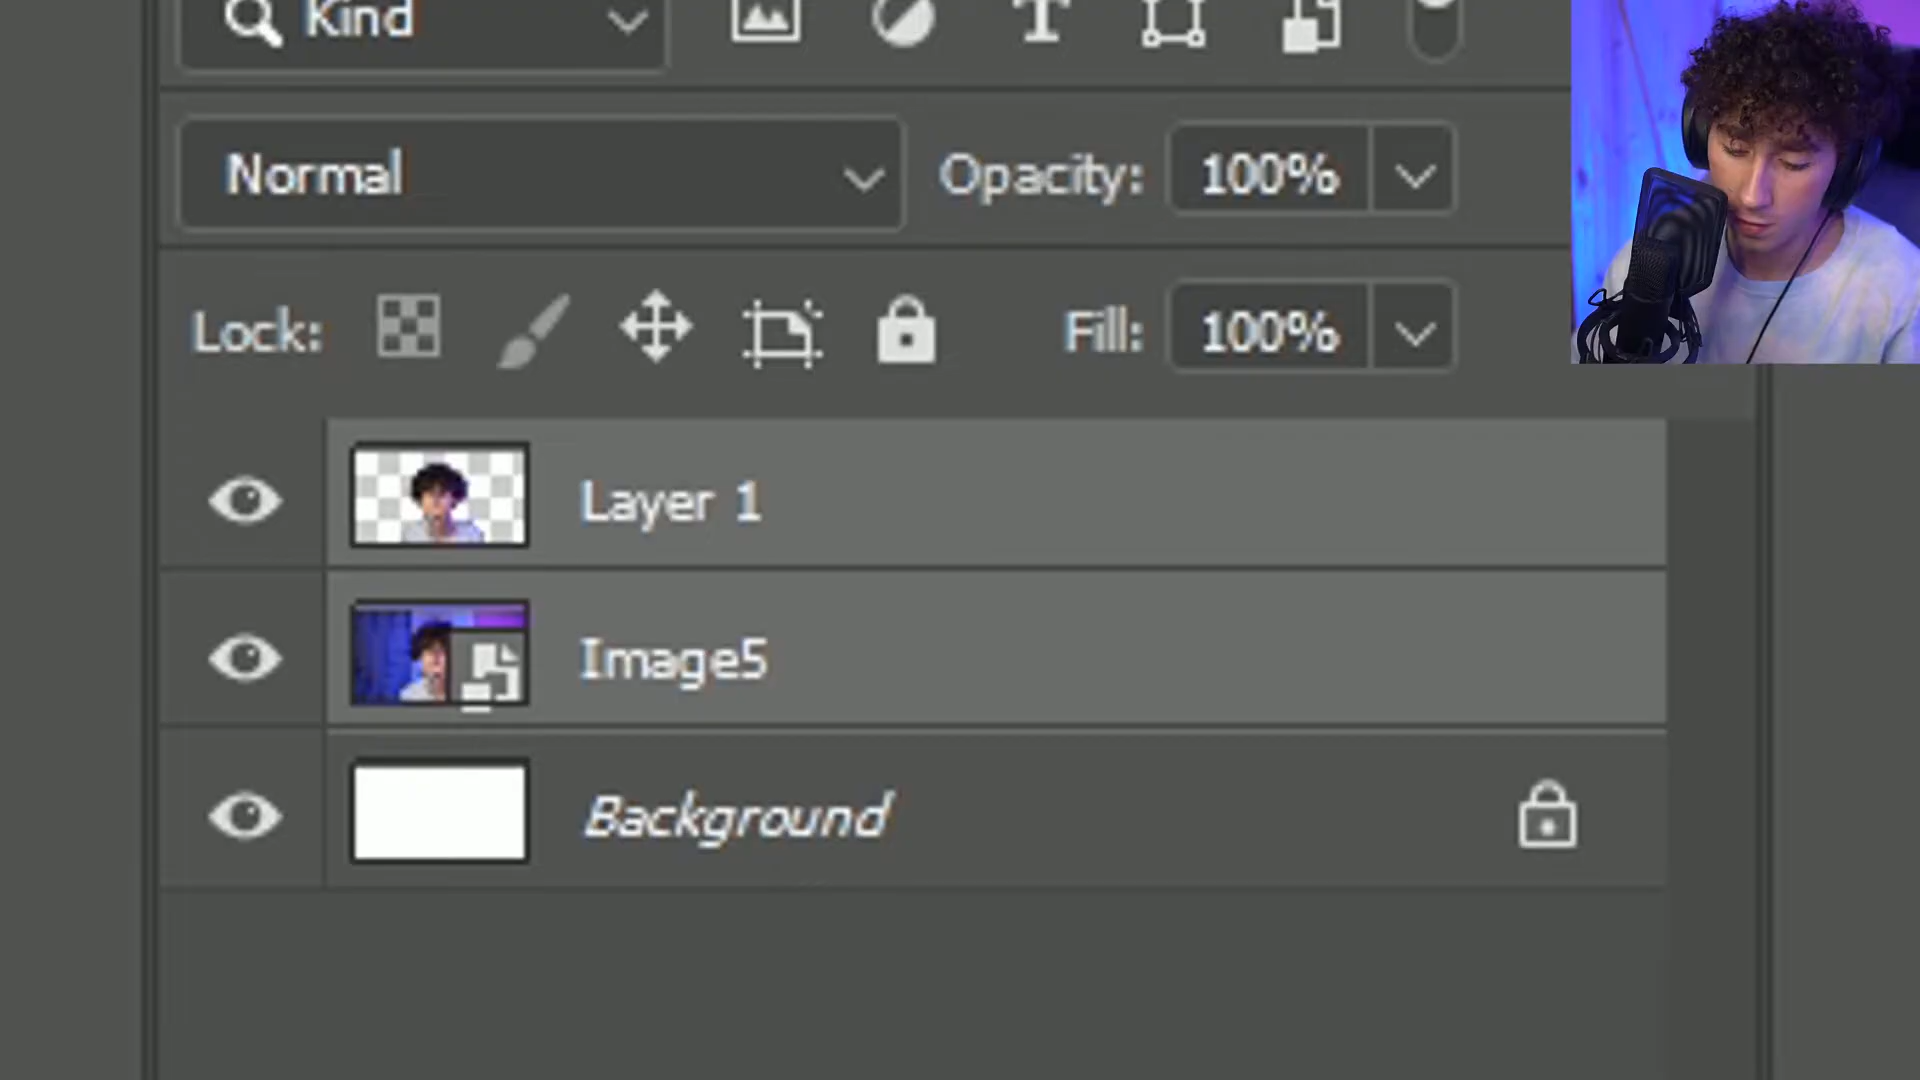 Kind
Normal Opacity: 100%
Lock: Fill: 100%
Layer 1
Image5
Background